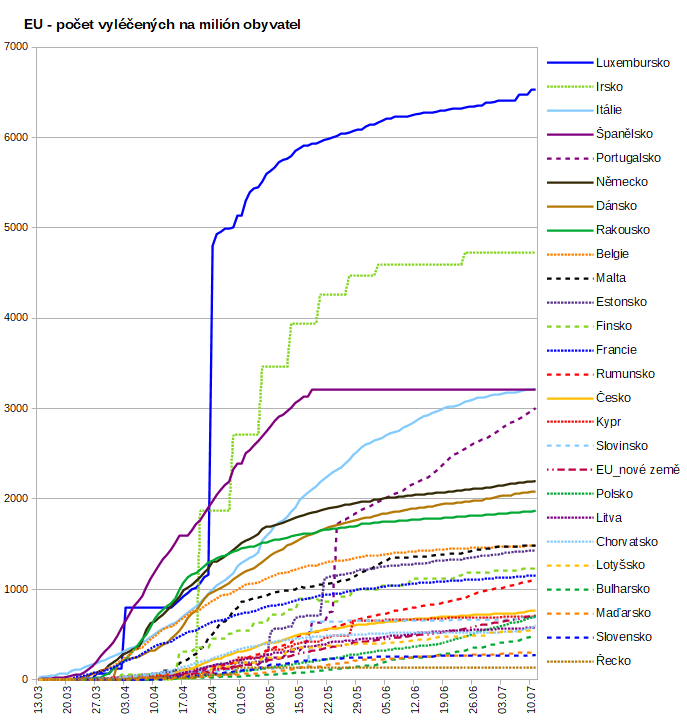 EU - počet vyléčených na milión obyvatel
7000
6000
5000
4000
3000
2000
1000
0
13.03
20.03
27.03
03.04
10.04
17.04
24.04
01.05
08.05
15.05
22.05
29.05
05.06
12.06
19.06
26.06
03.07
10.07
Luxembursko
Irsko
Itálie
Španělsko
Portugalsko
Německo
Dánsko
Rakousko
Belgie
Malta
Estonsko
Finsko
Francie
Rumunsko
Česko
Kypr
Slovinsko
EU_nové země
Polsko
Litva
Chorvatsko
Lotyšsko
Bulharsko
Maďarsko
Slovensko
Řecko